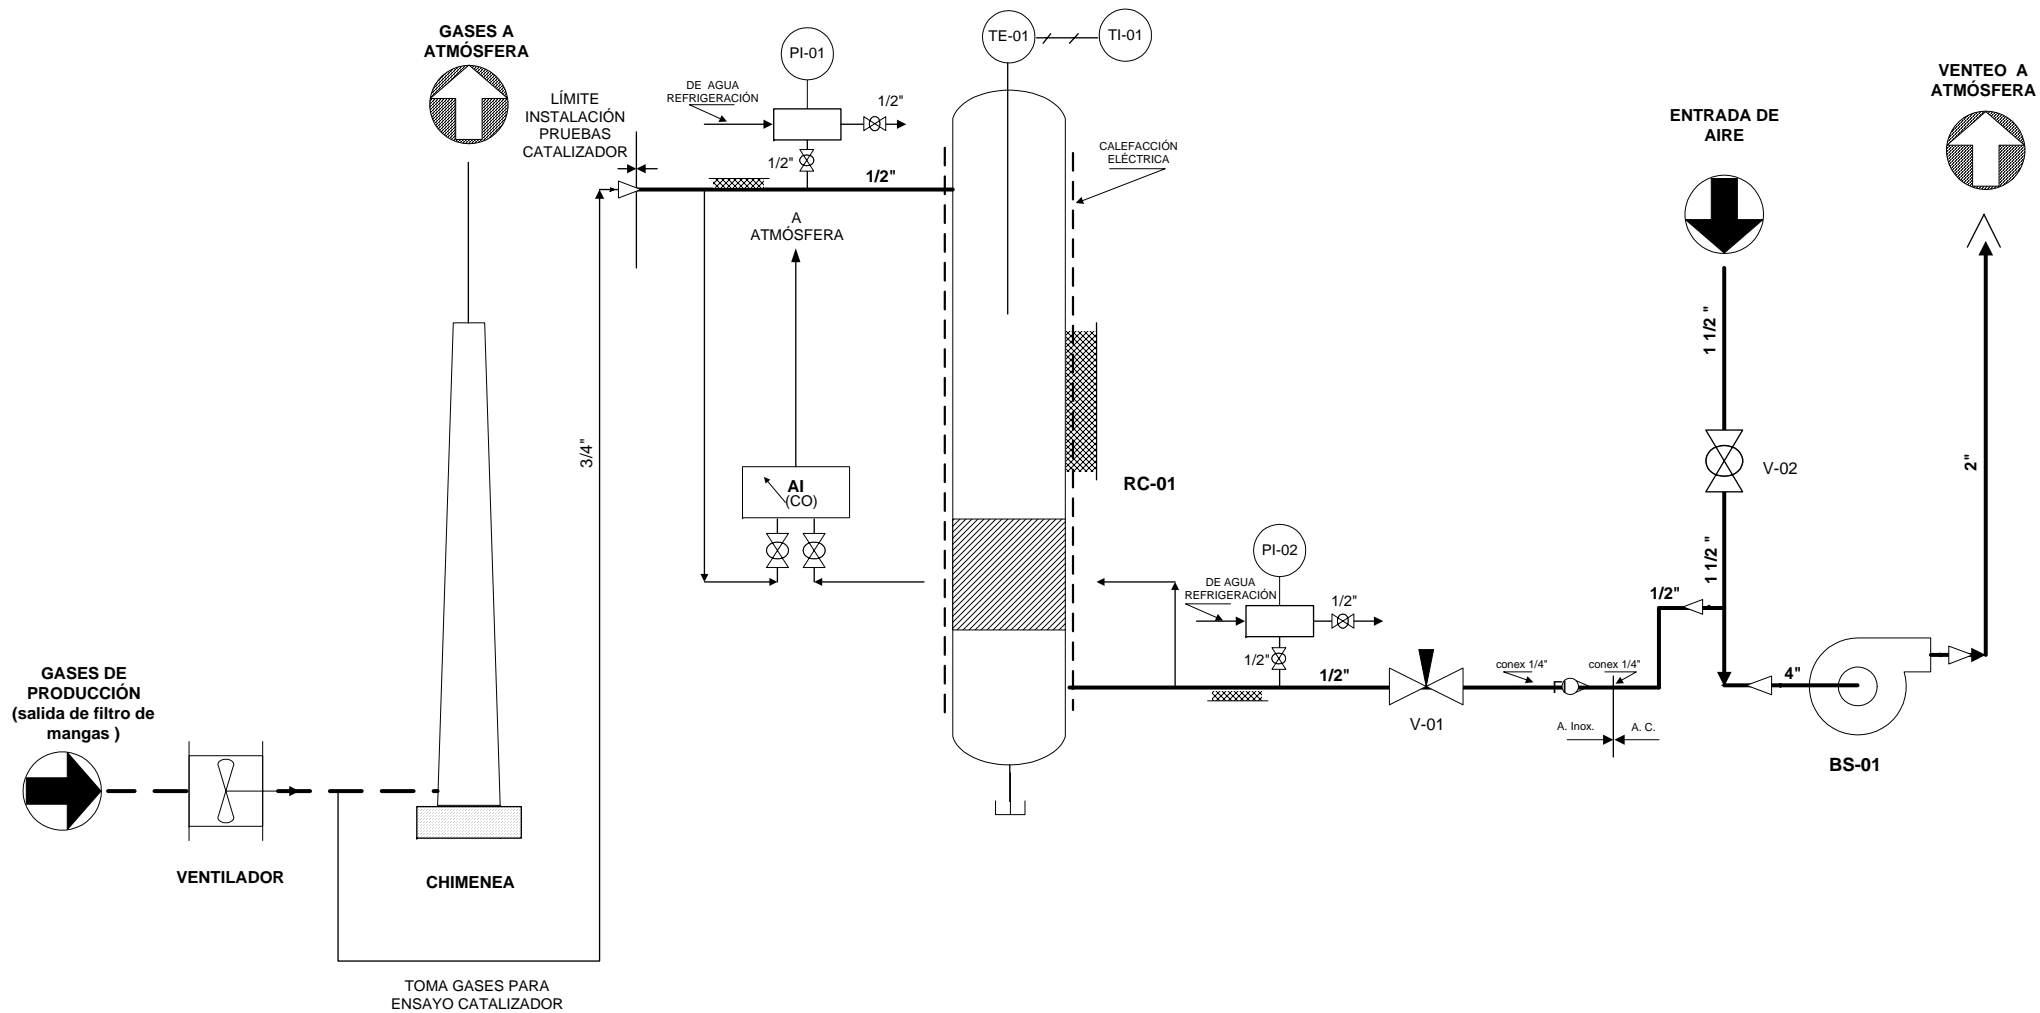 GASES A
ATMÓSFERA
LÍMITE
INSTALACIÓN
PRUEBAS
CATALIZADOR
DE AGUA
REFRIGERACIÓN
PI-01
1/2"
1/2"
1/2"
A
ATMÓSFERA
TE-01
TI-01
CALEFACCIÓN
ELÉCTRICA
ENTRADA DE
AIRE
VENTEO A
ATMÓSFERA
1 1/2 "
V-02
1 1/2 "
2"
3/4"
AI
(CO)
RC-01
PI-02
DE AGUA
REFRIGERACIÓN
1/2"
1/2"
1/2"
V-01
conex 1/4"
conex 1/4"
F
A. Inox.
A. C.
1/2"
4"
BS-01
GASES DE
PRODUCCIÓN
(salida de filtro de
mangas )
VENTILADOR
CHIMENEA
TOMA GASES PARA
ENSAYO CATALIZADOR